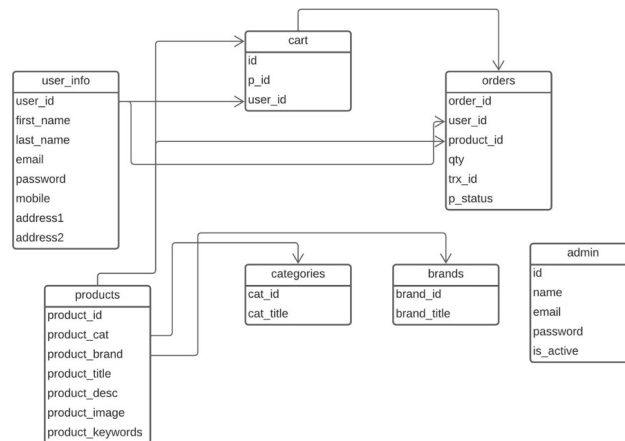 cart
id
p_id
user_id
user_info
user_id
first_name
last_name
email
password
mobile
address1
address2
orders
order_id
user_id
product_id
qty
trx_id
p_status
products
product_id
product_cat
product_brand
product_title
product_desc
product_image
product_keywords
categories
cat_id
cat_title
brands
brand_id
brand_title
admin
id
name
email
password
is_active